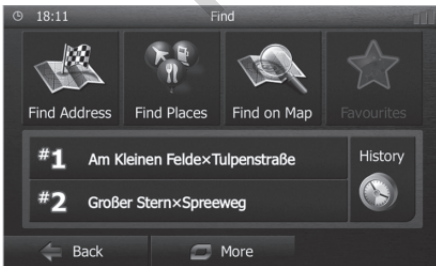 18:11 Find
Find Address Find Places Find on Map Favourites
#1 Am Kleinen Felde×Tulpenstraße History
#2 Großer Stern×Spreeweg
Back More